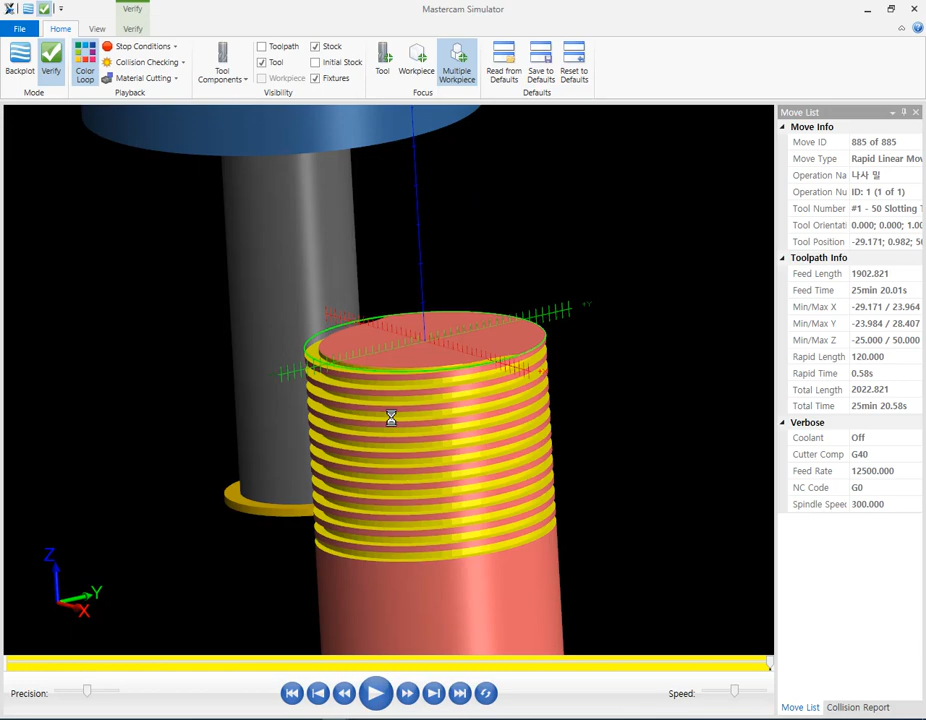 Verify
Mastercam Simulator
File
Home
View
Verify
Backplot
Verify
Mode
Color
Loop
Stop Conditions
Collision Checking
Material Cutting
Playback
Tool
Components
Toolpath
Tool
Workpiece
Stock
Initial Stock
Fixtures
Visibility
Tool
Workpiece
Multiple
Workpiece
Focus
Read from
Defaults
Save to
Defaults
Reset to
Defaults
Defaults
Move List
Move Info
Move ID 885 of 885
Move Type Rapid Linear Mov
Operation Na 나사 밀
Operation Nu ID: 1 (1 of 1)
Tool Number #1 - 50 Slotting T
Tool Orientati 0.000; 0.000; 1.00
Tool Position -29.171; 0.982; 50
Toolpath Info
Feed Length 1902.821
Feed Time 25min 20.01s
Min/Max X -29.171 / 23.964
Min/Max Y -23.984 / 28.407
Min/Max Z -25.000 / 50.000
Rapid Length 120.000
Rapid Time 0.58s
Total Length 2022.821
Total Time 25min 20.58s
Verbose
Coolant Off
Cutter Comp G40
Feed Rate 12500.000
NC Code G0
Spindle Speed 300.000
+Y
Z
Y
X
Precision:
Speed:
Move List
Collision Report